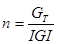 n = G_T / IGI